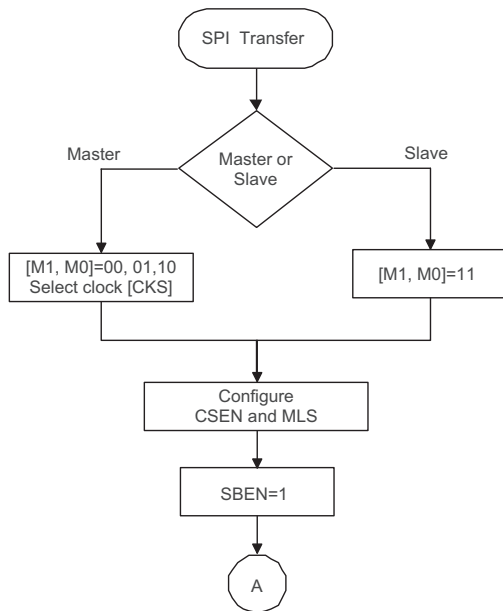 SPI Transfer
Master
Master or
Slave
Slave
[M1, M0]=00, 01,10
Select clock [CKS]
[M1, M0]=11
Configure
CSEN and MLS
SBEN=1
A